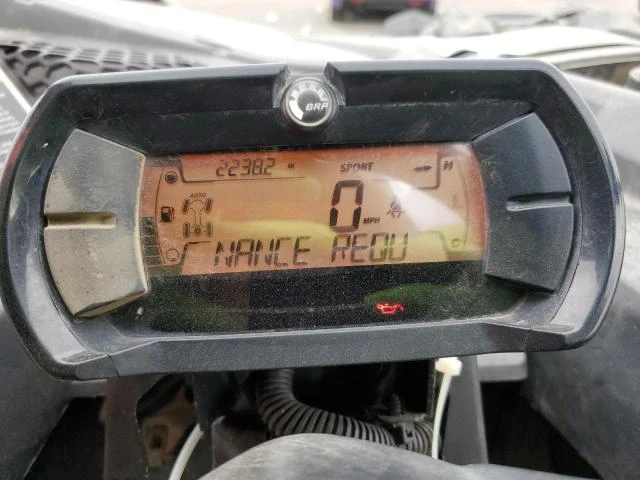 BRP
2238.2
SPORT
AUTO
0 MPH
NANCE REQU
C